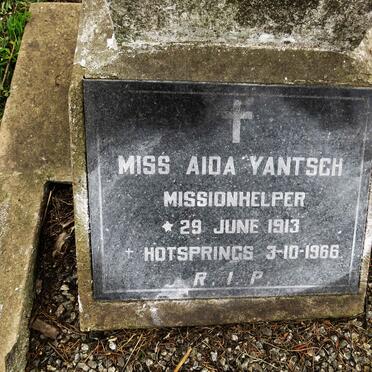 MISS AIDA YANTSCH
MISSIONHELPER
* 29 JUNE 1913
+ HOTSPRINGS 3-10-1966
R.I.P.